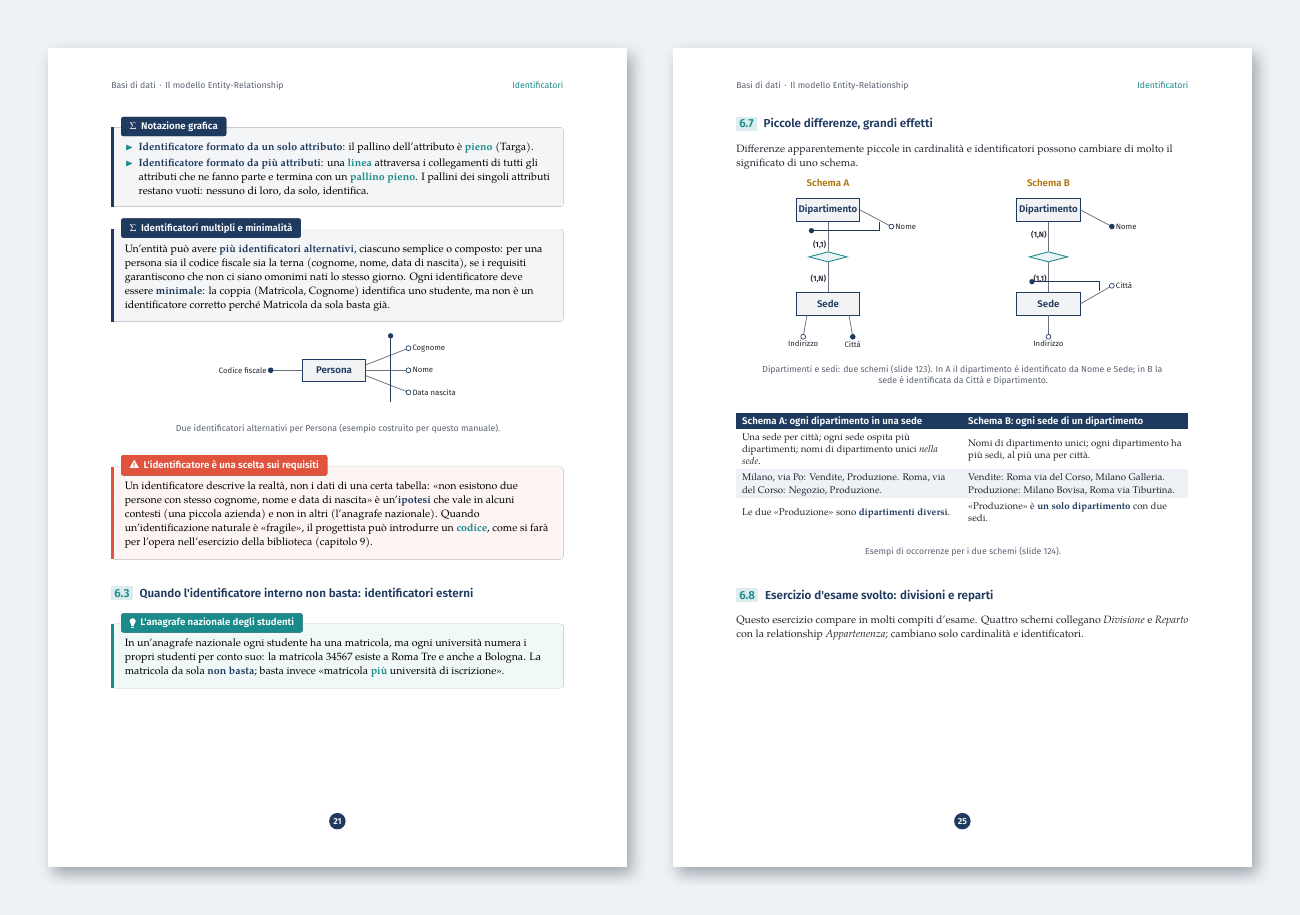 Basi di dati · Il modello Entity-Relationship
Identificatori
Σ Notazione grafica
► Identificatore formato da un solo attributo: il pallino dell'attributo è pieno (Targa).
► Identificatore formato da più attributi: una linea attraversa i collegamenti di tutti gli
attributi che ne fanno parte e termina con un pallino pieno. I pallini dei singoli attributi
restano vuoti: nessuno di loro, da solo, identifica.
Σ Identificatori multipli e minimalità
Un'entità può avere più identificatori alternativi, ciascuno semplice o composto: per una
persona sia il codice fiscale sia la terna (cognome, nome, data di nascita), se i requisiti
garantiscono che non ci siano omonimi nati lo stesso giorno. Ogni identificatore deve
essere minimale: la coppia (Matricola, Cognome) identifica uno studente, ma non è un
identificatore corretto perché Matricola da sola basta già.
Cognome
Codice fiscale
Persona
Nome
Data nascita
Due identificatori alternativi per Persona (esempio costruito per questo manuale).
L'identificatore è una scelta sui requisiti
Un identificatore descrive la realtà, non i dati di una certa tabella: «non esistono due
persone con stesso cognome, nome e data di nascita» è un'ipotesi che vale in alcuni
contesti (una piccola azienda) e non in altri (l'anagrafe nazionale). Quando
un'identificazione naturale è «fragile», il progettista può introdurre un codice, come si farà
per l'opera nell'esercizio della biblioteca (capitolo 9).
6.3 Quando l'identificatore interno non basta: identificatori esterni
L'anagrafe nazionale degli studenti
In un'anagrafe nazionale ogni studente ha una matricola, ma ogni università numera i
propri studenti per conto suo: la matricola 34567 esiste a Roma Tre e anche a Bologna. La
matricola da sola non basta; basta invece «matricola più università di iscrizione».
21
Basi di dati · Il modello Entity-Relationship
Identificatori
6.7 Piccole differenze, grandi effetti
Differenze apparentemente piccole in cardinalità e identificatori possono cambiare di molto il
significato di uno schema.
Schema A
Dipartimento
Nome
(1,1)
(1,N)
Sede
Indirizzo
Città
Schema B
Dipartimento
Nome
(1,N)
(1,1)
Città
Sede
Indirizzo
Dipartimenti e sedi: due schemi (slide 123). In A il dipartimento è identificato da Nome e Sede; in B la
sede è identificata da Città e Dipartimento.
Schema A: ogni dipartimento in una sede
Schema B: ogni sede di un dipartimento
Una sede per città; ogni sede ospita più
dipartimenti; nomi di dipartimento unici nella
sede.
Nomi di dipartimento unici; ogni dipartimento ha
più sedi, al più una per città.
Milano, via Po: Vendite, Produzione. Roma, via
del Corso: Negozio, Produzione.
Vendite: Roma via del Corso, Milano Galleria.
Produzione: Milano Bovisa, Roma via Tiburtina.
Le due «Produzione» sono dipartimenti diversi.
«Produzione» è un solo dipartimento con due
sedi.
Esempi di occorrenze per i due schemi (slide 124).
6.8 Esercizio d'esame svolto: divisioni e reparti
Questo esercizio compare in molti compiti d'esame. Quattro schemi collegano Divisione e Reparto
con la relationship Appartenenza; cambiano solo cardinalità e identificatori.
25